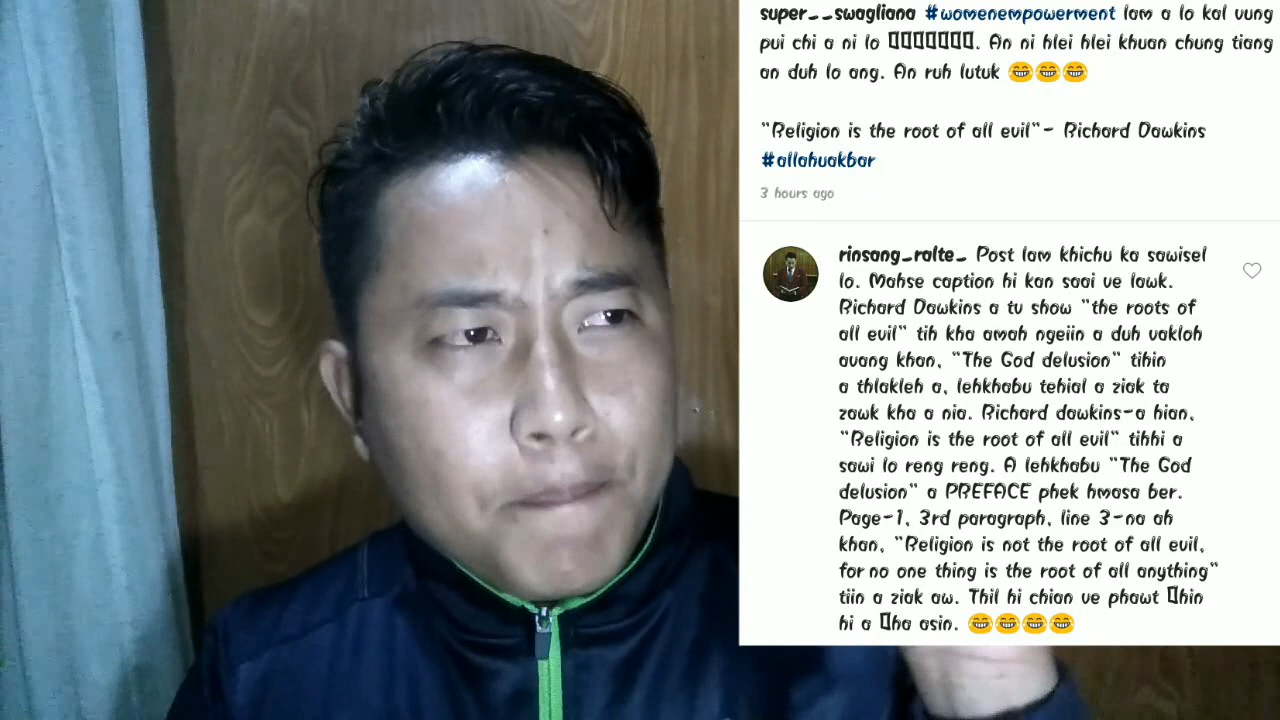 super__swagliana #womenempowerment lam a lo kal vung
pui chi a ni lo . An ni hlei hlei khuan chung tiang
an duh lo ang. An ruh lutuk 😂😂😂
"Religion is the root of all evil"- Richard Dawkins
#allahuakbar
3 hours ago
rinsang_ralte_ Post lam khichu ka sawisel
lo. Mahse caption hi kan saai ve lawk.
Richard Dawkins a tv show "the roots of
all evil" tih kha amah ngeiin a duh vakloh
avang khan, "The God delusion" tihin
a thlakleh a, lehkhabu tehial a ziak ta
zawk kha a nia. Richard dawkins-a hian,
"Religion is the root of all evil" tihhi a
sawi lo reng reng. A lehkhabu "The God
delusion" a PREFACE phek hmasa ber.
Page-1, 3rd paragraph, line 3-na ah
khan, "Religion is not the root of all evil,
for no one thing is the root of all anything"
tiin a ziak aw. Thil hi chian ve phawt
hi a asin. 😂😂😂😂